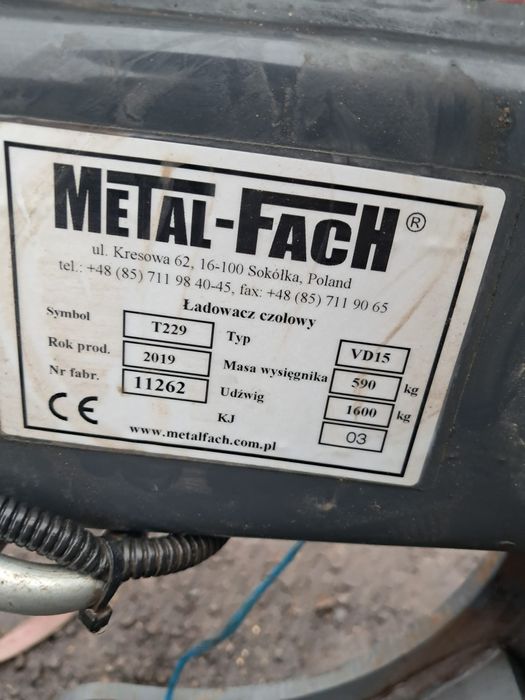 METAL-FACH®
ul. Kresowa 62, 16-100 Sokółka, Poland
tel.: +48 (85) 711 98 40-45, fax: +48 (85) 711 90 65
Ładowacz czołowy
Symbol T229 Typ VD15
Rok prod. 2019 Masa wysięgnika 590 kg
Nr fabr. 11262 Udźwig 1600 kg
CE KJ 03
www.metalfach.com.pl